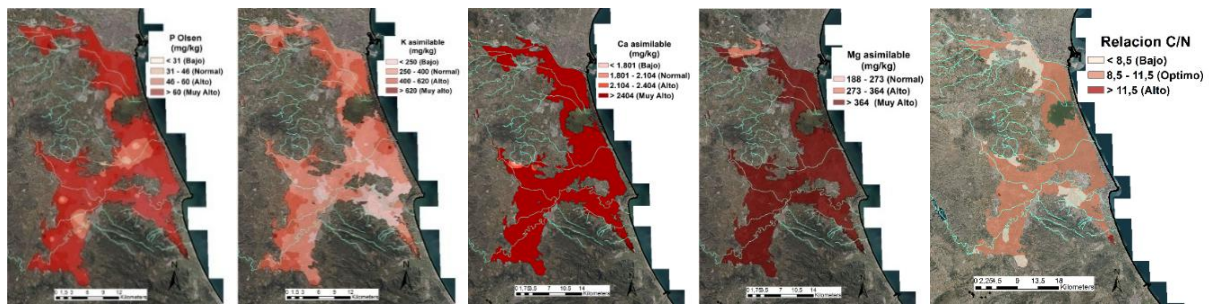 P Olsen
(mg/kg)
< 31 (Bajo)
31 - 46 (Normal)
46 - 60 (Alto)
> 60 (Muy Alto)
Kilometers
K asimilable
(mg/kg)
< 250 (Bajo)
250 - 400 (Normal)
400 - 620 (Alto)
> 620 (Muy alto)
Kilometers
Ca asimilable
(mg/kg)
< 1.801 (Bajo)
1,801 - 2.104 (Normal)
2.104 - 2.404 (Alto)
> 2404 (Muy Alto)
Kilometers
Mg asimilable
(mg/kg)
188 - 273 (Normal)
273 - 364 (Alto)
> 364 (Muy Alto)
Kilometers
Relacion C/N
< 8,5 (Bajo)
8,5 - 11,5 (Optimo)
> 11,5 (Alto)
Kilometers